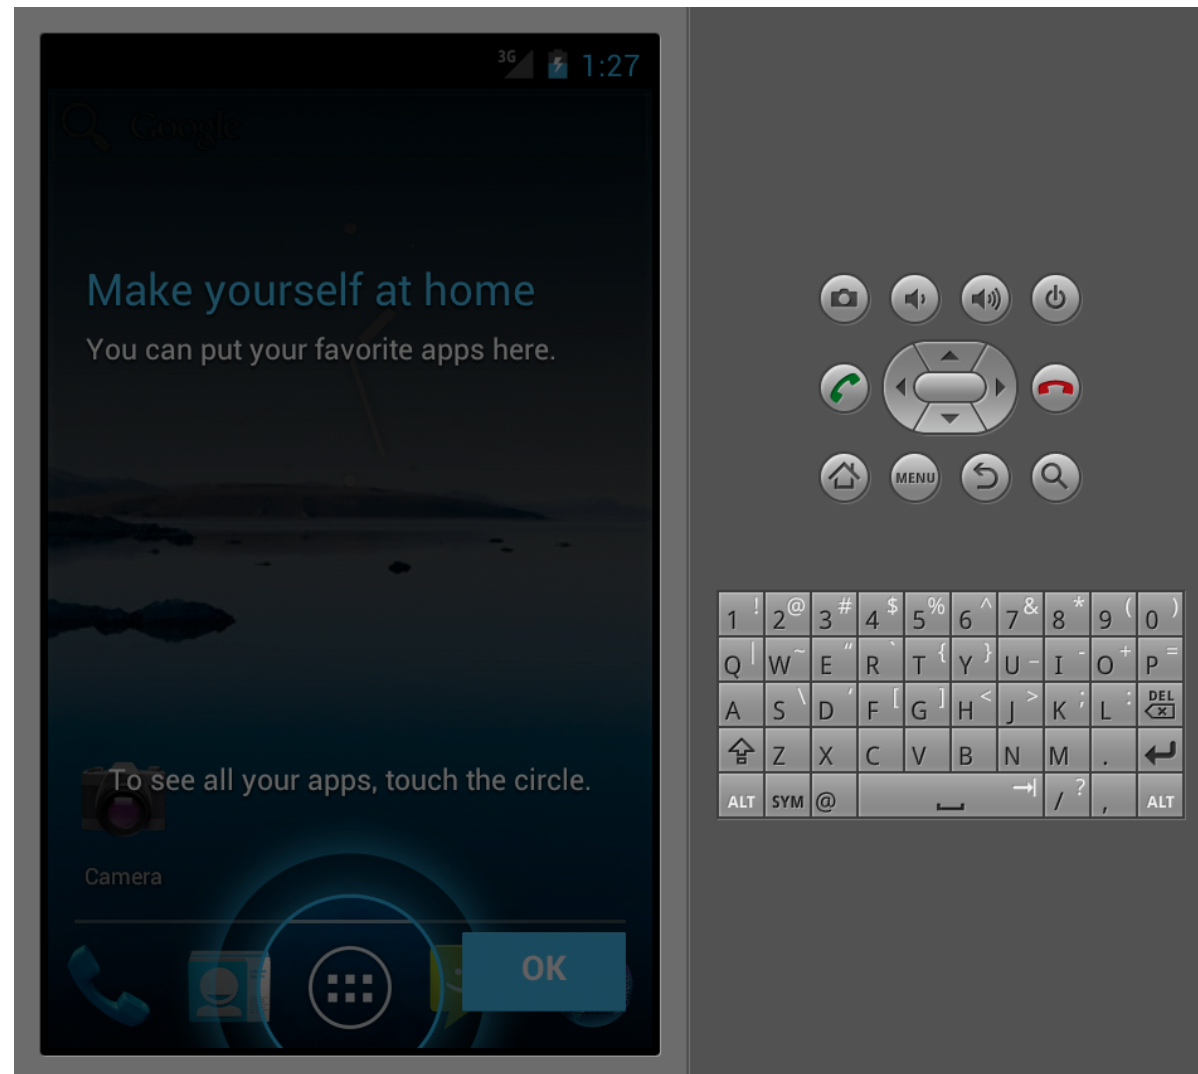 3G 1:27
Google
Make yourself at home
You can put your favorite apps here.
To see all your apps, touch the circle.
Camera
OK
MENU
1 ! 2 @ 3 # 4 $ 5 % 6 ^ 7 & 8 * 9 ( 0 )
Q | W ~ E “ R ` T { Y } U _ I - O + P =
A S \ D ‘ F [ G ] H < J > K ; L : DEL
Z X C V B N M .
ALT SYM @ / ? , ALT